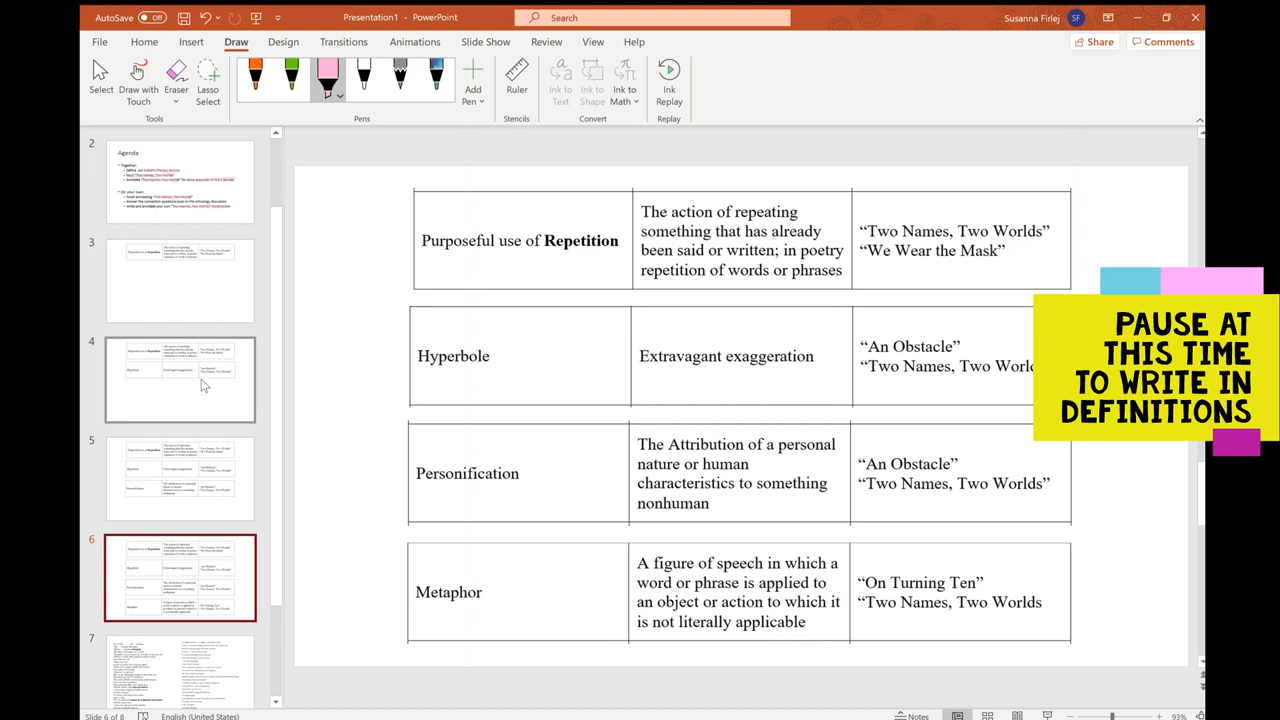 AutoSave Off
Presentation1 - PowerPoint
Search
Susanna Firlej
SF
File Home Insert Draw Design Transitions Animations Slide Show Review View Help
Share Comments
Select
Draw with Touch
Eraser
Lasso Select
Add Pen
Ruler
Ink to Text
Ink to Shape
Ink to Math
Ink Replay
Tools
Pens
Stencils
Convert
Replay
2
Agenda
Together:
On your own:
3
4
5
6
7
Purposeful use of Repetition
The action of repeating
something that has already
been said or written; in poetry
repetition of words or phrases
“Two Names, Two Worlds”
“We Wear the Mask”
Hyperbole
Extravagant exaggeration
“An Obstacle”
“Two Names, Two Worlds
Personification
The Attribution of a personal
nature or human
characteristics to something
nonhuman
“An Obstacle”
“Two Names, Two Worlds”
Metaphor
figure of speech in which a
word or phrase is applied to
object or action to which it
is not literally applicable
“On Turning Ten”
“Two Names, Two Worlds”
PAUSE AT
THIS TIME
TO WRITE IN
DEFINITIONS
Slide 6 of 8
English (United States)
Notes
93%